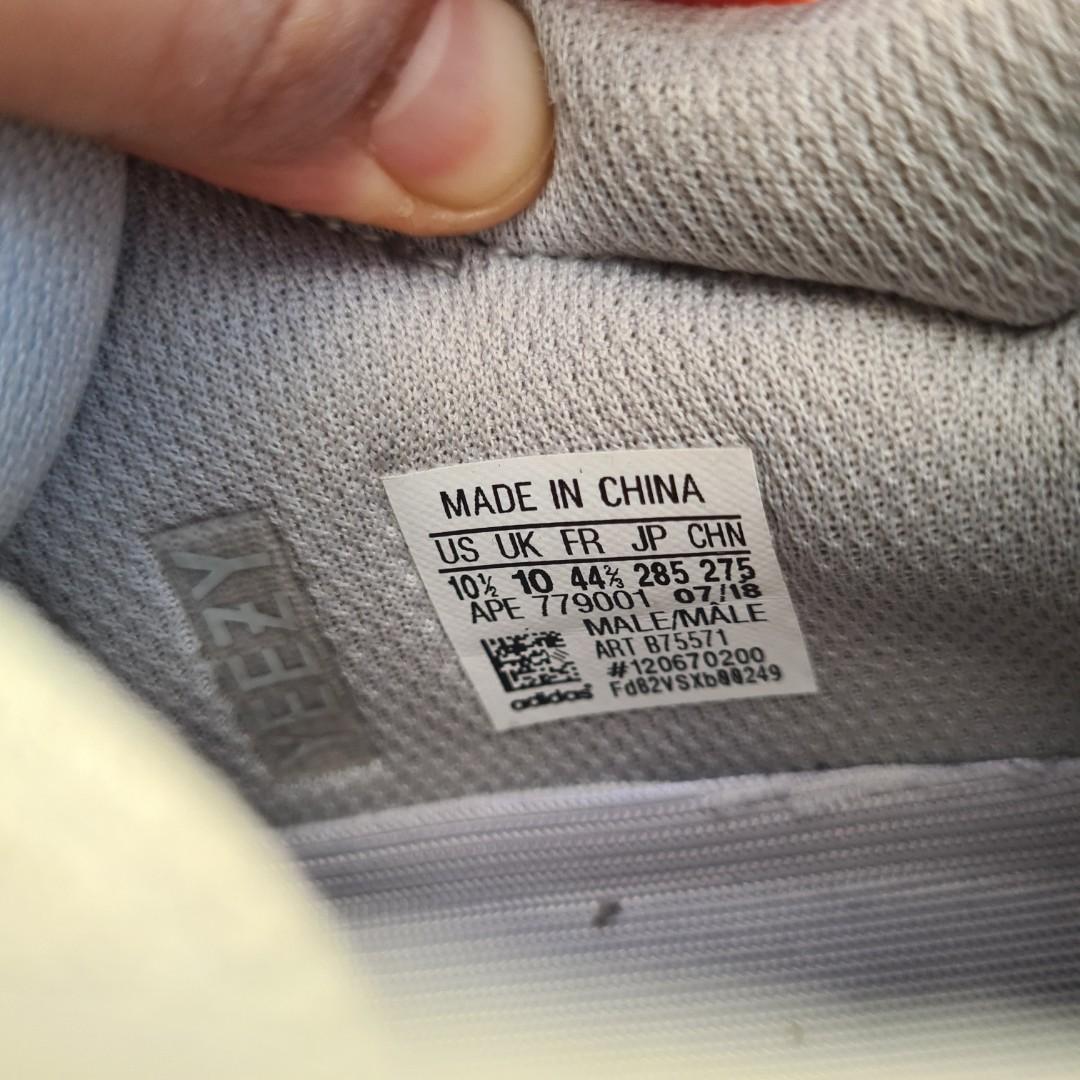 MADE IN CHINA
US UK FR JP CHN
10½ 10 44⅔ 285 275
APE 779001 07/18
MALE/MÂLE
ART B75571
#120670200
Fd82VSXb00249
adidas
YEEZY